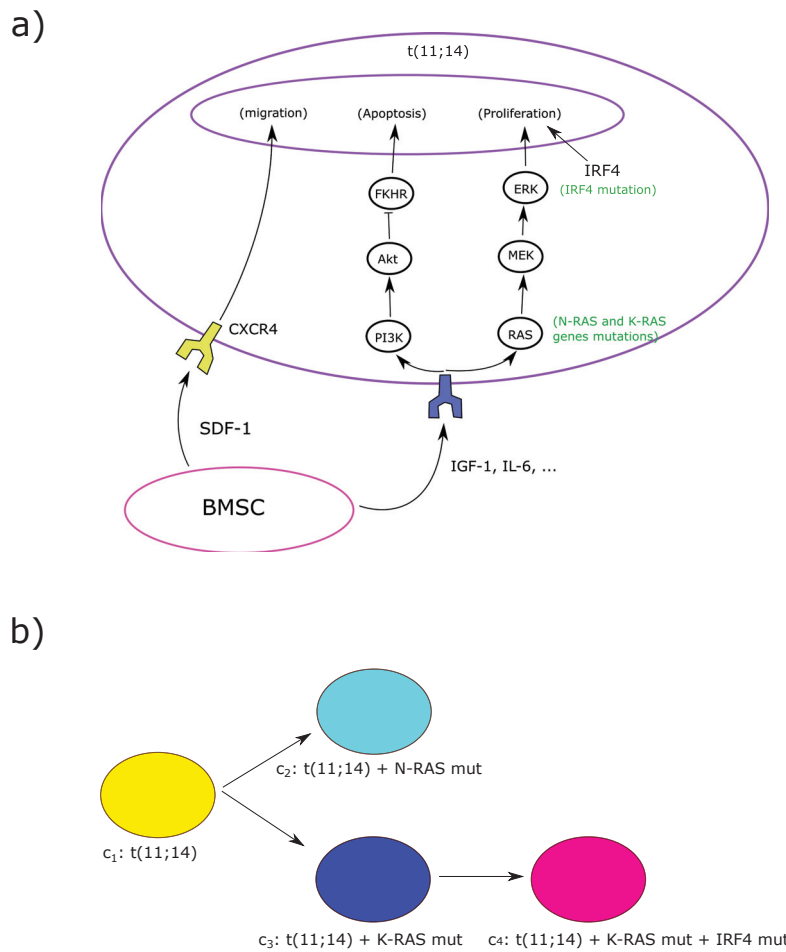 a)
t(11;14)
(migration)
(Apoptosis)
(Proliferation)
IRF4
(IRF4 mutation)
FKHR
ERK
Akt
MEK
CXCR4
PI3K
RAS
(N-RAS and K-RAS
genes mutations)
SDF-1
IGF-1, IL-6, ...
BMSC
b)
c₂: t(11;14) + N-RAS mut
c₁: t(11;14)
c₃: t(11;14) + K-RAS mut
c₄: t(11;14) + K-RAS mut + IRF4 mut